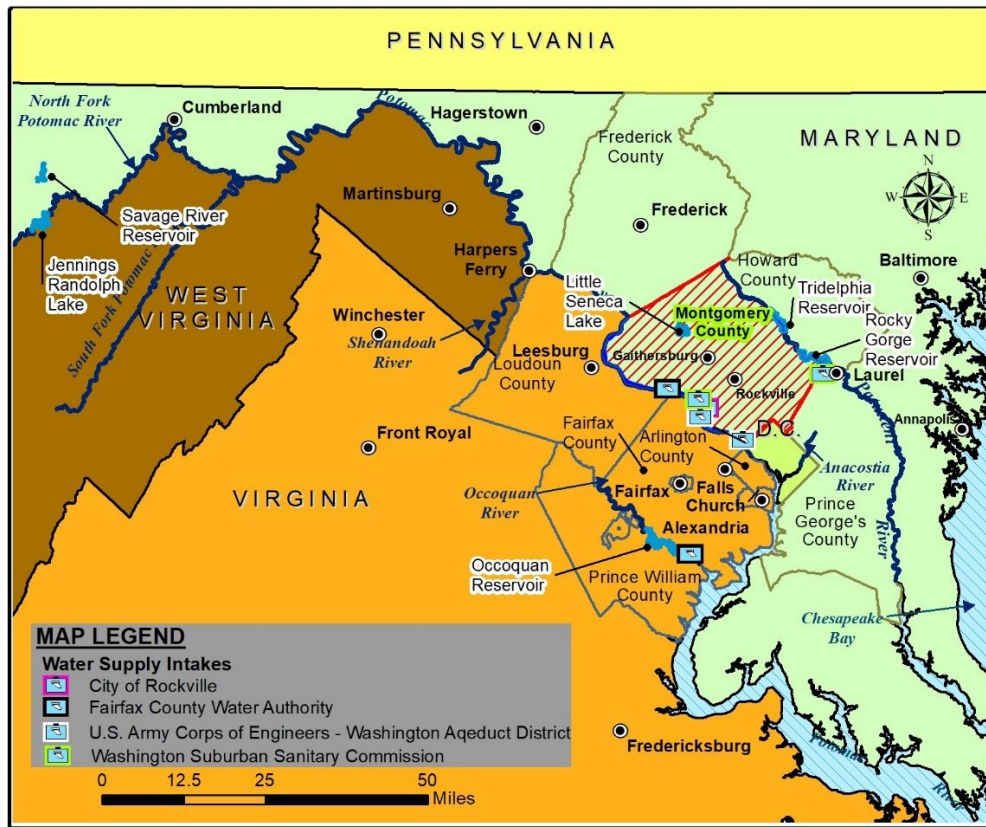 PENNSYLVANIA
North Fork
Potomac River
Cumberland
Potomac
Hagerstown
Frederick
County
MARYLAND
N
W
E
S
Martinsburg
Frederick
Savage River
Reservoir
Jennings
Randolph
Lake
South Fork Potomac
WEST
VIRGINIA
Harpers
Ferry
Howard
County
Baltimore
Little
Seneca
Lake
Tridelphia
Reservoir
Montgomery
County
Rocky
Gorge
Reservoir
Winchester
Shenandoah
River
Leesburg
Loudoun
County
Gaithersburg
Rockville
Laurel
Patuxent
River
Annapolis
D.C.
Fairfax
County
Arlington
County
Front Royal
VIRGINIA
Occoquan
River
Fairfax
Falls
Church
Anacostia
River
Prince
George's
County
Alexandria
Occoquan
Reservoir
Prince William
County
Chesapeake
Bay
Fredericksburg
Potomac
River
MAP LEGEND
Water Supply Intakes
City of Rockville
Fairfax County Water Authority
U.S. Army Corps of Engineers - Washington Aqeduct District
Washington Suburban Sanitary Commission
0 12.5 25 50
Miles